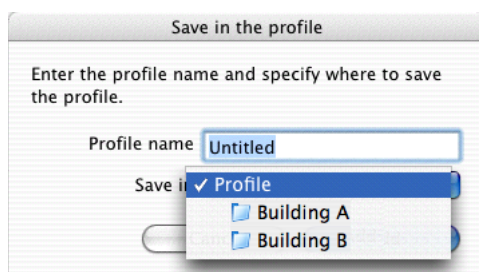 Save in the profile
Enter the profile name and specify where to save
the profile.
Profile name Untitled
Save in ✓ Profile
Building A
Building B